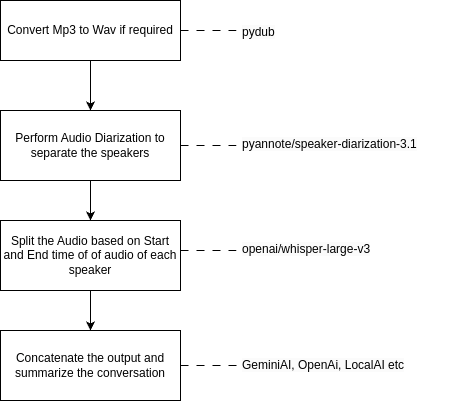 Convert Mp3 to Wav if required
pydub
Perform Audio Diarization to
separate the speakers
pyannote/speaker-diarization-3.1
Split the Audio based on Start
and End time of of audio of each
speaker
openai/whisper-large-v3
Concatenate the output and
summarize the conversation
GeminiAI, OpenAi, LocalAI etc